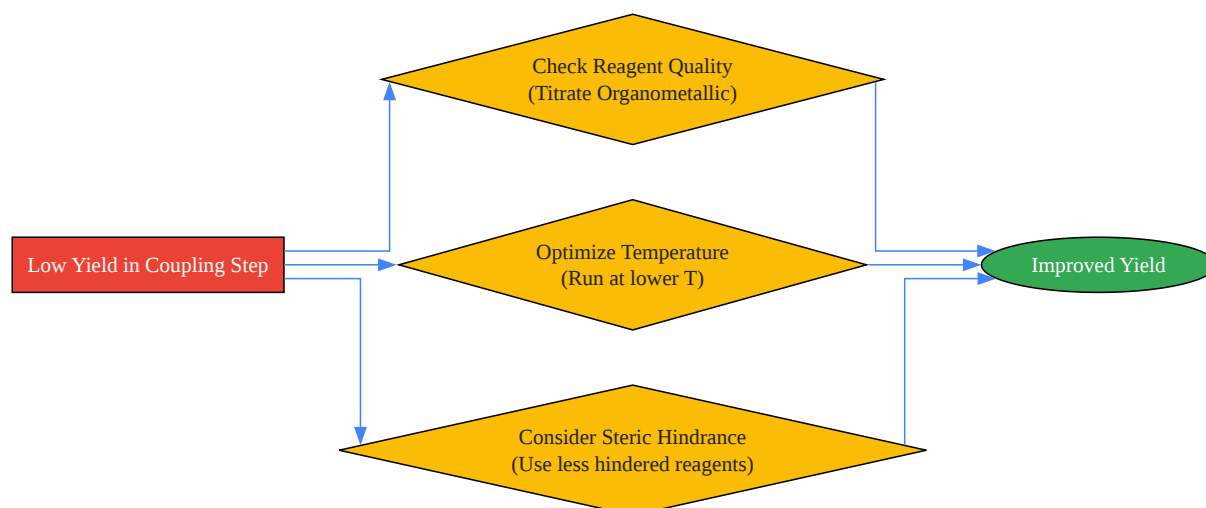 Check Reagent Quality
(Titrate Organometallic)
Low Yield in Coupling Step
Optimize Temperature
(Run at lower T)
Improved Yield
Consider Steric Hindrance
(Use less hindered reagents)